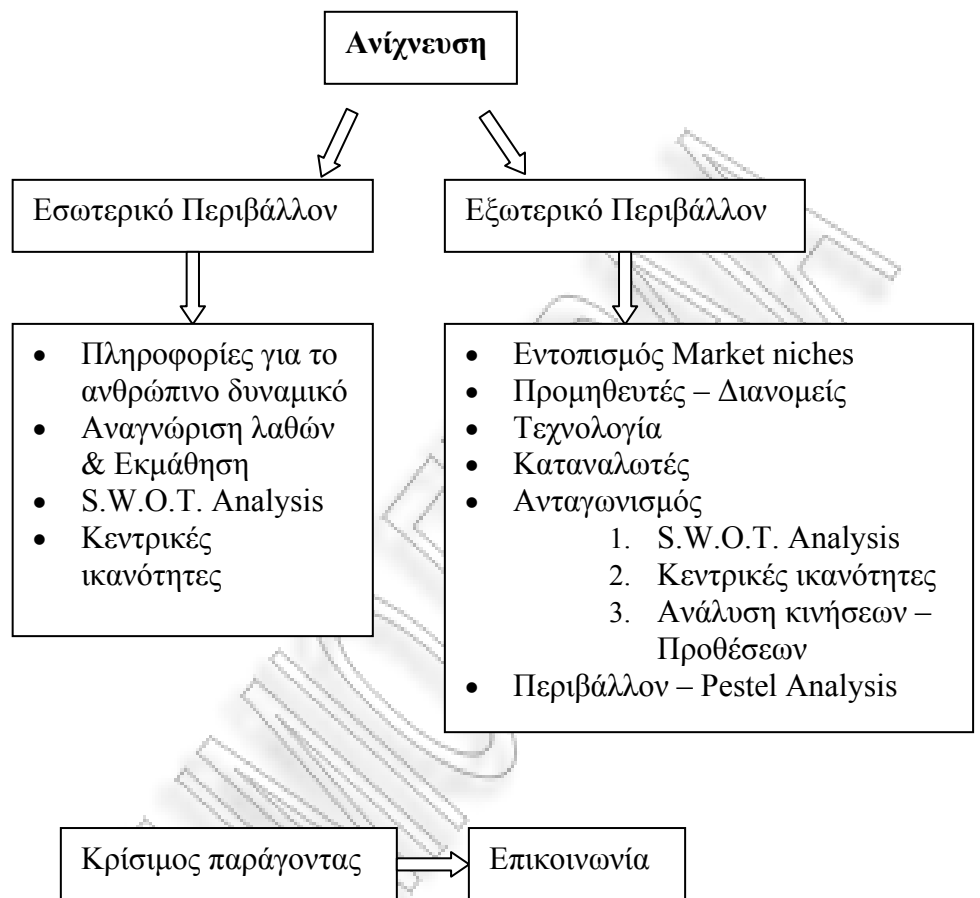 Ανίχνευση
Εσωτερικό Περιβάλλον
Εξωτερικό Περιβάλλον
• Πληροφορίες για το
ανθρώπινο δυναμικό
• Αναγνώριση λαθών
& Εκμάθηση
• S.W.O.T. Analysis
• Κεντρικές
ικανότητες
• Εντοπισμός Market niches
• Προμηθευτές – Διανομείς
• Τεχνολογία
• Καταναλωτές
• Ανταγωνισμός
1. S.W.O.T. Analysis
2. Κεντρικές ικανότητες
3. Ανάλυση κινήσεων –
Προθέσεων
• Περιβάλλον – Pestel Analysis
Κρίσιμος παράγοντας
Επικοινωνία